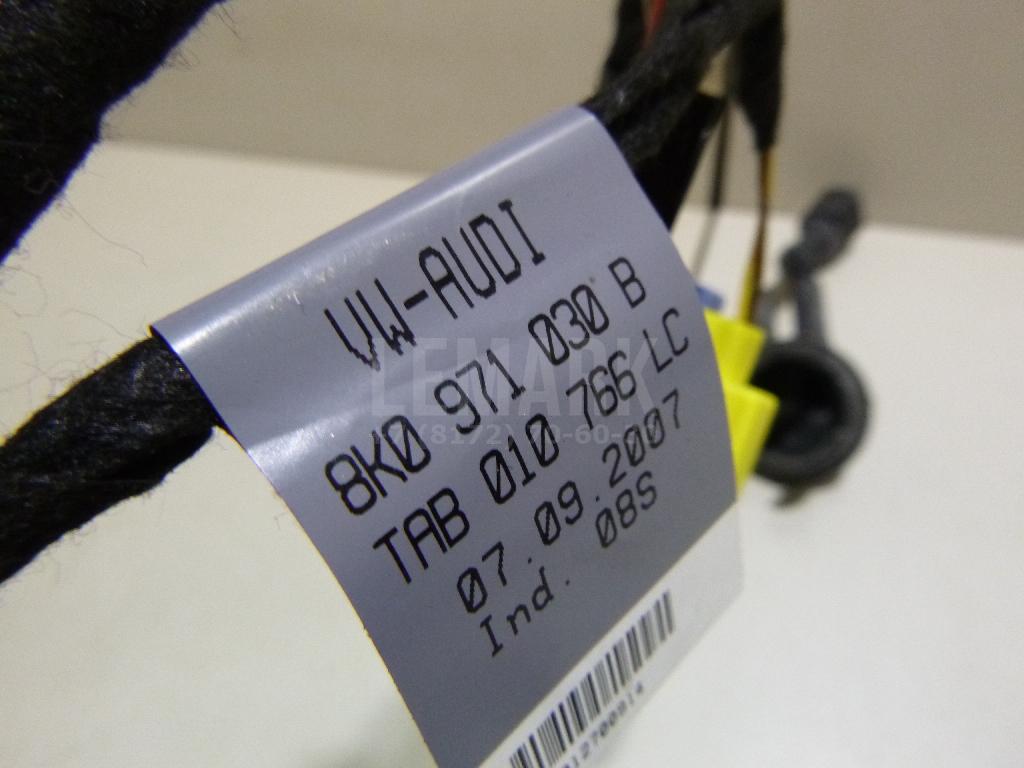 VW-AUDI
8K0 971 030 B
TAB 010 766 LC
07.09.2007
Ind. 08S
LEMARK